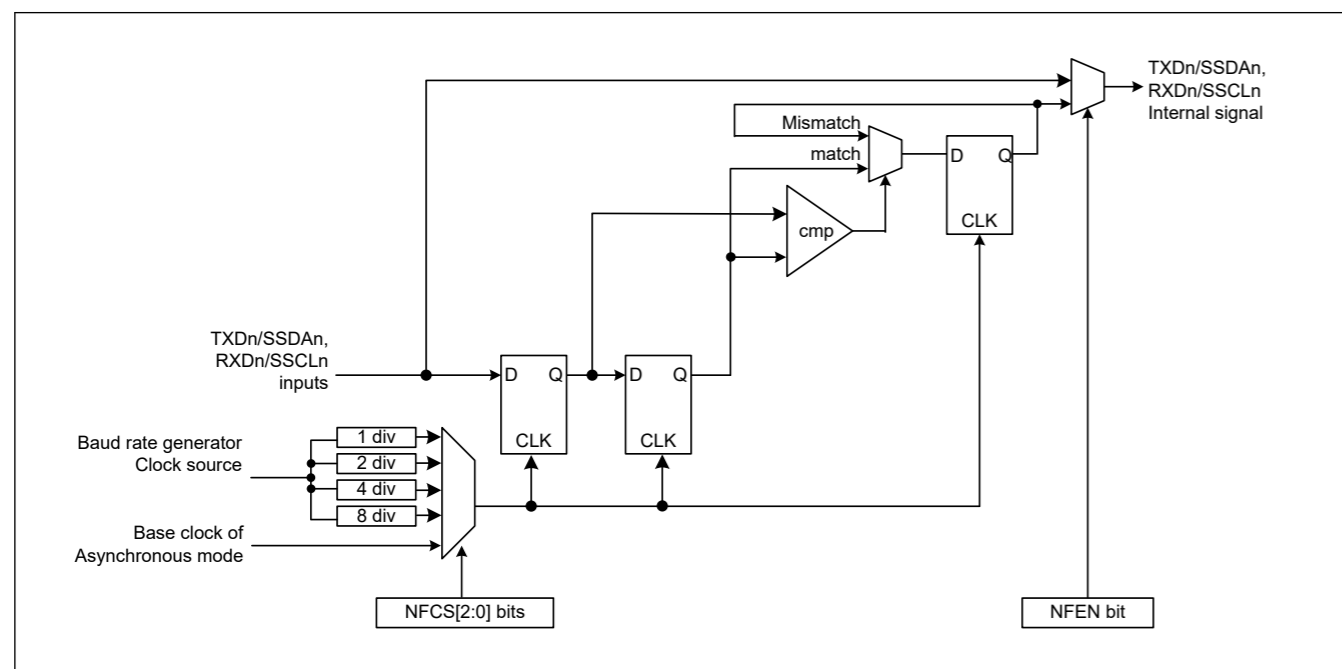 TXDn/SSDAn,
RXDn/SSCLn
Internal signal
Mismatch
match
D Q
CLK
cmp
TXDn/SSDAn,
RXDn/SSCLn
inputs
D Q
CLK
D Q
CLK
Baud rate generator
Clock source
1 div
2 div
4 div
8 div
Base clock of
Asynchronous mode
NFCS[2:0] bits
NFEN bit